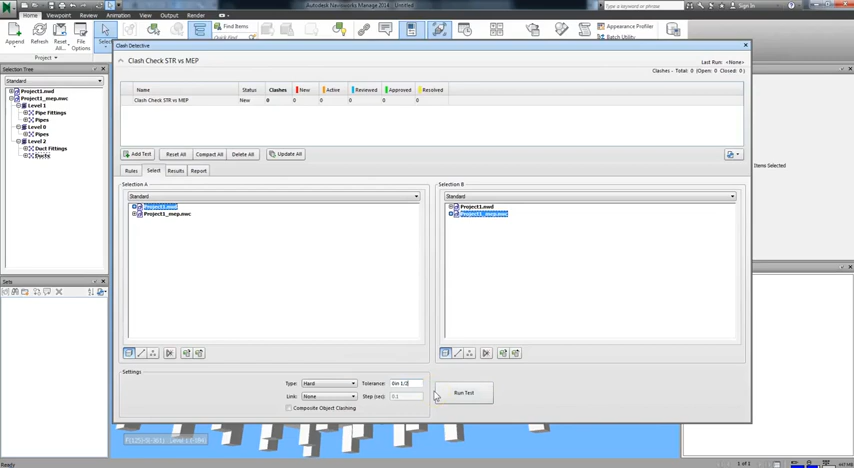 Autodesk Navisworks Manage 2014 Untitled
Type a keyword or phrase
Sign In
Home Viewpoint Review Animation View Output Render
Append Refresh Reset All... Select
Find Items
Appearance Profiler
Batch Utility
Project
Clash Detective
Selection Tree
Standard
Project1.nwd
Project1_mep.nwc
Level 1
Pipe Fittings
Pipes
Level 0
Pipes
Level 2
Duct Fittings
Ducts
Sets
Clash Check STR vs MEP
Last Run: <None>
Clashes - Total: 0 (Open: 0 Closed: 0)
Name Status Clashes New Active Reviewed Approved Resolved
Clash Check STR vs MEP New 0 0 0 0 0 0
Add Test Reset All Compact All Delete All Update All
Rules Select Results Report
Selection A
Standard
Project1.nwd
Project1_mep.nwc
Selection B
Standard
Project1.nwd
Project1_mep.nwc
Settings
Type: Hard Tolerance: 0in 1/2
Link: None Step (sec): 0.1
Composite Object Clashing
Run Test
Items Selected
Ready
1 of 1